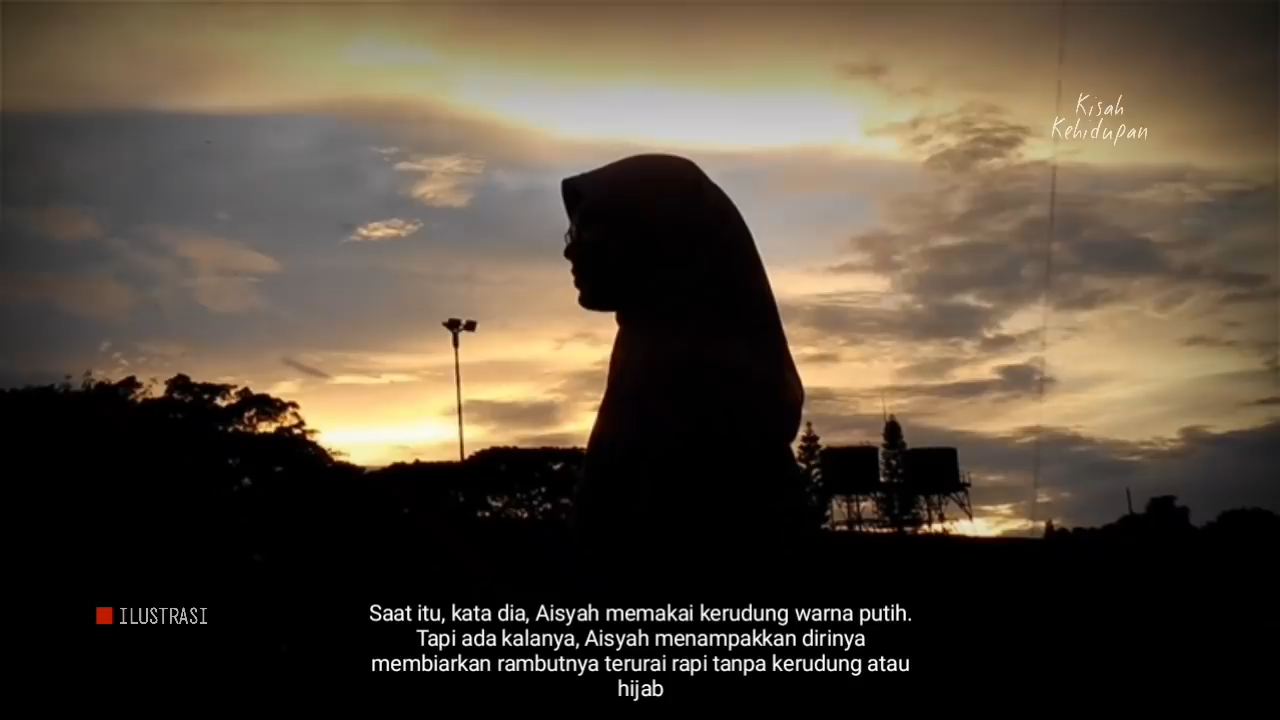 Kisah
Kehidupan
ILUSTRASI
Saat itu, kata dia, Aisyah memakai kerudung warna putih.
Tapi ada kalanya, Aisyah menampakkan dirinya
membiarkan rambutnya terurai rapi tanpa kerudung atau
hijab